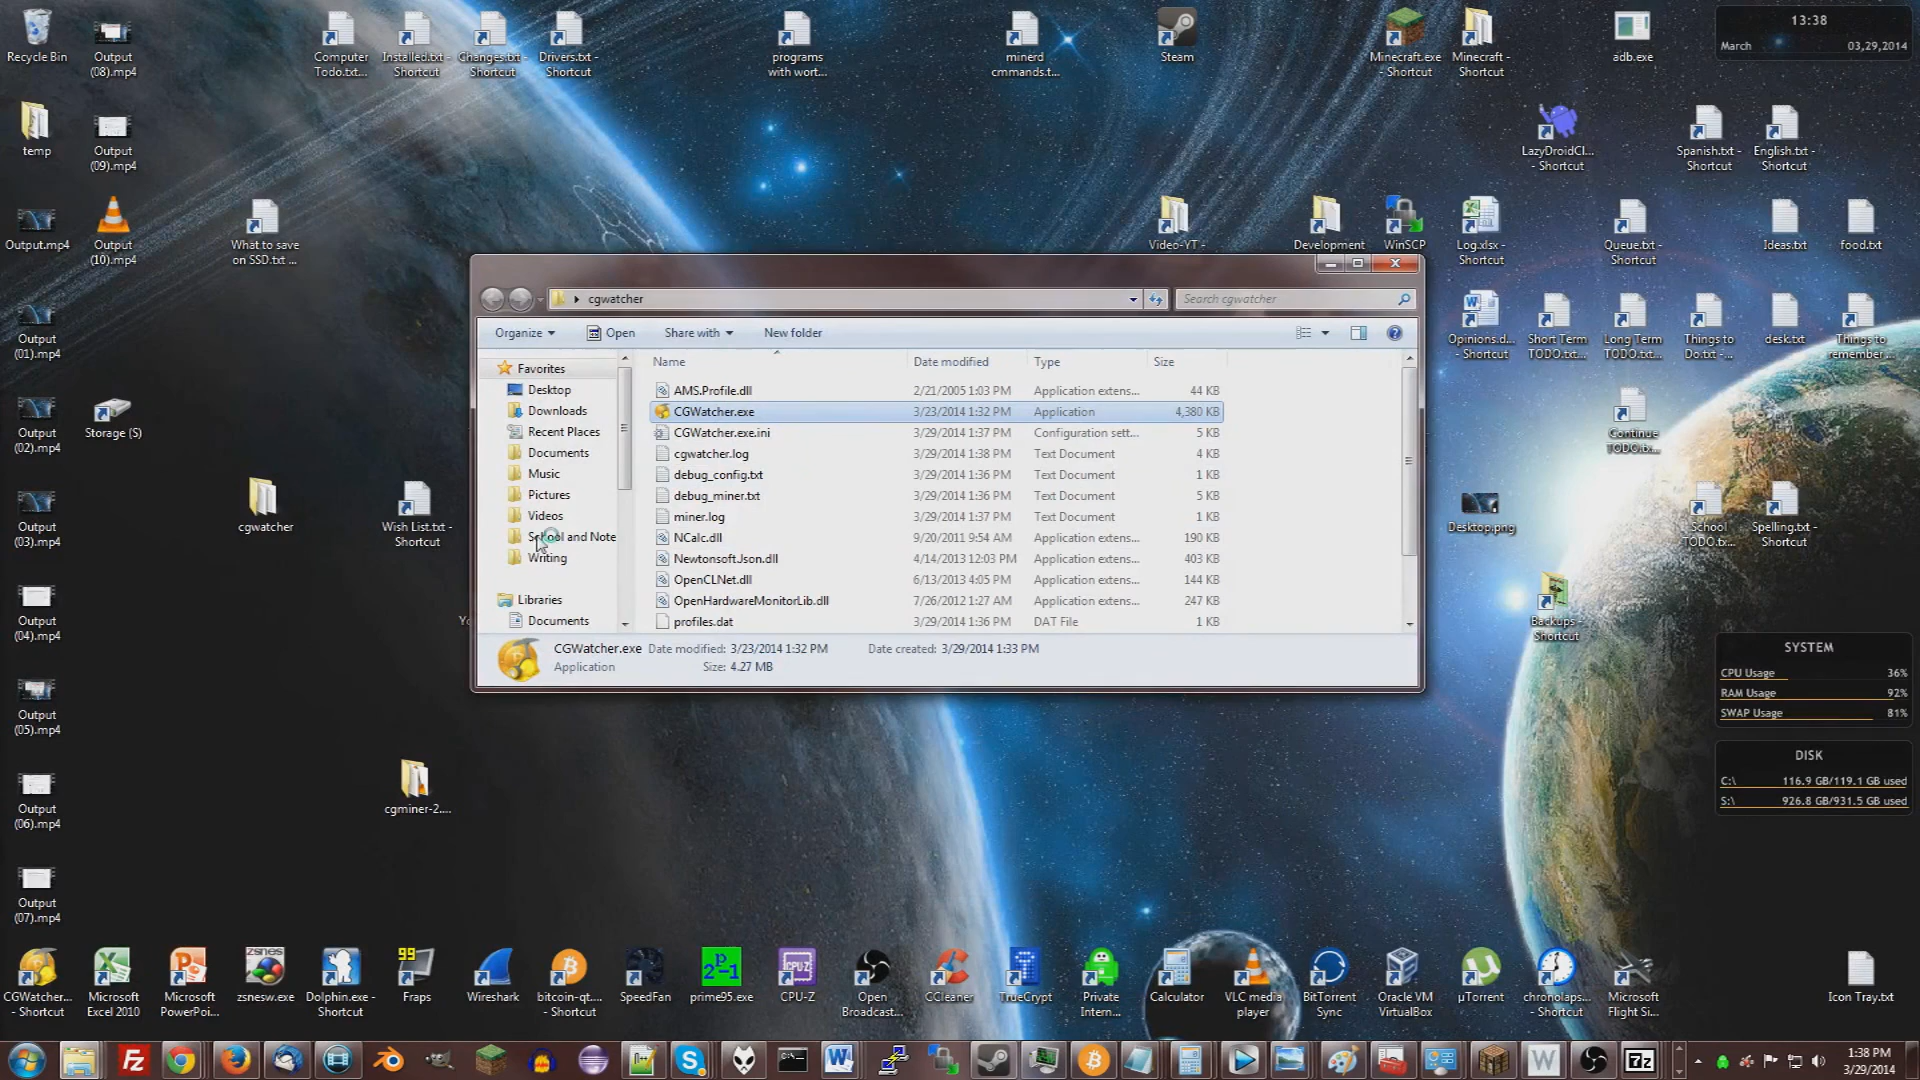 Recycle Bin
Output
(08).mp4
Computer
Todo.txt...
Installed.txt -
Shortcut
Changes.txt -
Shortcut
Drivers.txt -
Shortcut
programs
with wort...
minerd
cmmands.t...
Steam
Minecraft.exe
- Shortcut
Minecraft -
Shortcut
adb.exe
13:38
March
03,29,2014
temp
Output
(09).mp4
LazyDroidCl...
- Shortcut
Spanish.txt -
Shortcut
English.txt -
Shortcut
Output.mp4
Output
(10).mp4
What to save
on SSD.txt ...
Video-YT -
Development
WinSCP
Log.xlsx -
Shortcut
Queue.txt -
Shortcut
Ideas.txt
food.txt
Output
(01).mp4
Opinions.d...
- Shortcut
Short Term
TODO.txt...
Long Term
TODO.txt...
Things to
Do.txt -...
desk.txt
Things to
remember...
Output
(02).mp4
Storage (S)
Continue
TODO.tx...
Output
(03).mp4
cgwatcher
Wish List.txt -
Shortcut
Desktop.png
School
TODO.tx...
Spelling.txt -
Shortcut
Output
(04).mp4
Backups -
Shortcut
Output
(05).mp4
Output
(06).mp4
cgminer-2....
Output
(07).mp4
cgwatcher
Search cgwatcher
Organize
Open
Share with
New folder
Name
Date modified
Type
Size
Favorites
Desktop
Downloads
Recent Places
Documents
Music
Pictures
Videos
School and Note
Writing
Libraries
Documents
AMS.Profile.dll 2/21/2005 1:03 PM Application extens... 44 KB
CGWatcher.exe 3/23/2014 1:32 PM Application 4,380 KB
CGWatcher.exe.ini 3/29/2014 1:37 PM Configuration sett... 5 KB
cgwatcher.log 3/29/2014 1:38 PM Text Document 4 KB
debug_config.txt 3/29/2014 1:36 PM Text Document 1 KB
debug_miner.txt 3/29/2014 1:36 PM Text Document 5 KB
miner.log 3/29/2014 1:37 PM Text Document 1 KB
NCalc.dll 9/20/2011 9:54 AM Application extens... 190 KB
Newtonsoft.Json.dll 4/14/2013 12:03 PM Application extens... 403 KB
OpenCLNet.dll 6/13/2013 4:05 PM Application extens... 144 KB
OpenHardwareMonitorLib.dll 7/26/2012 1:27 AM Application extens... 247 KB
profiles.dat 3/29/2014 1:36 PM DAT File 1 KB
CGWatcher.exe Date modified: 3/23/2014 1:32 PM Date created: 3/29/2014 1:33 PM
Application Size: 4.27 MB
SYSTEM
CPU Usage 36%
RAM Usage 92%
SWAP Usage 81%
DISK
C:\ 116.9 GB/119.1 GB used
S:\ 926.8 GB/931.5 GB used
CGWatcher...
- Shortcut
Microsoft
Excel 2010
Microsoft
PowerPoi...
zsnesw.exe
Dolphin.exe -
Shortcut
99
Fraps
Wireshark
bitcoin-qt....
- Shortcut
SpeedFan
prime95.exe
CPU-Z
Open
Broadcast...
CCleaner
TrueCrypt
Private
Intern...
Calculator
VLC media
player
BitTorrent
Sync
Oracle VM
VirtualBox
µTorrent
chronolaps...
- Shortcut
Microsoft
Flight Si...
Icon Tray.txt
1:38 PM
3/29/2014